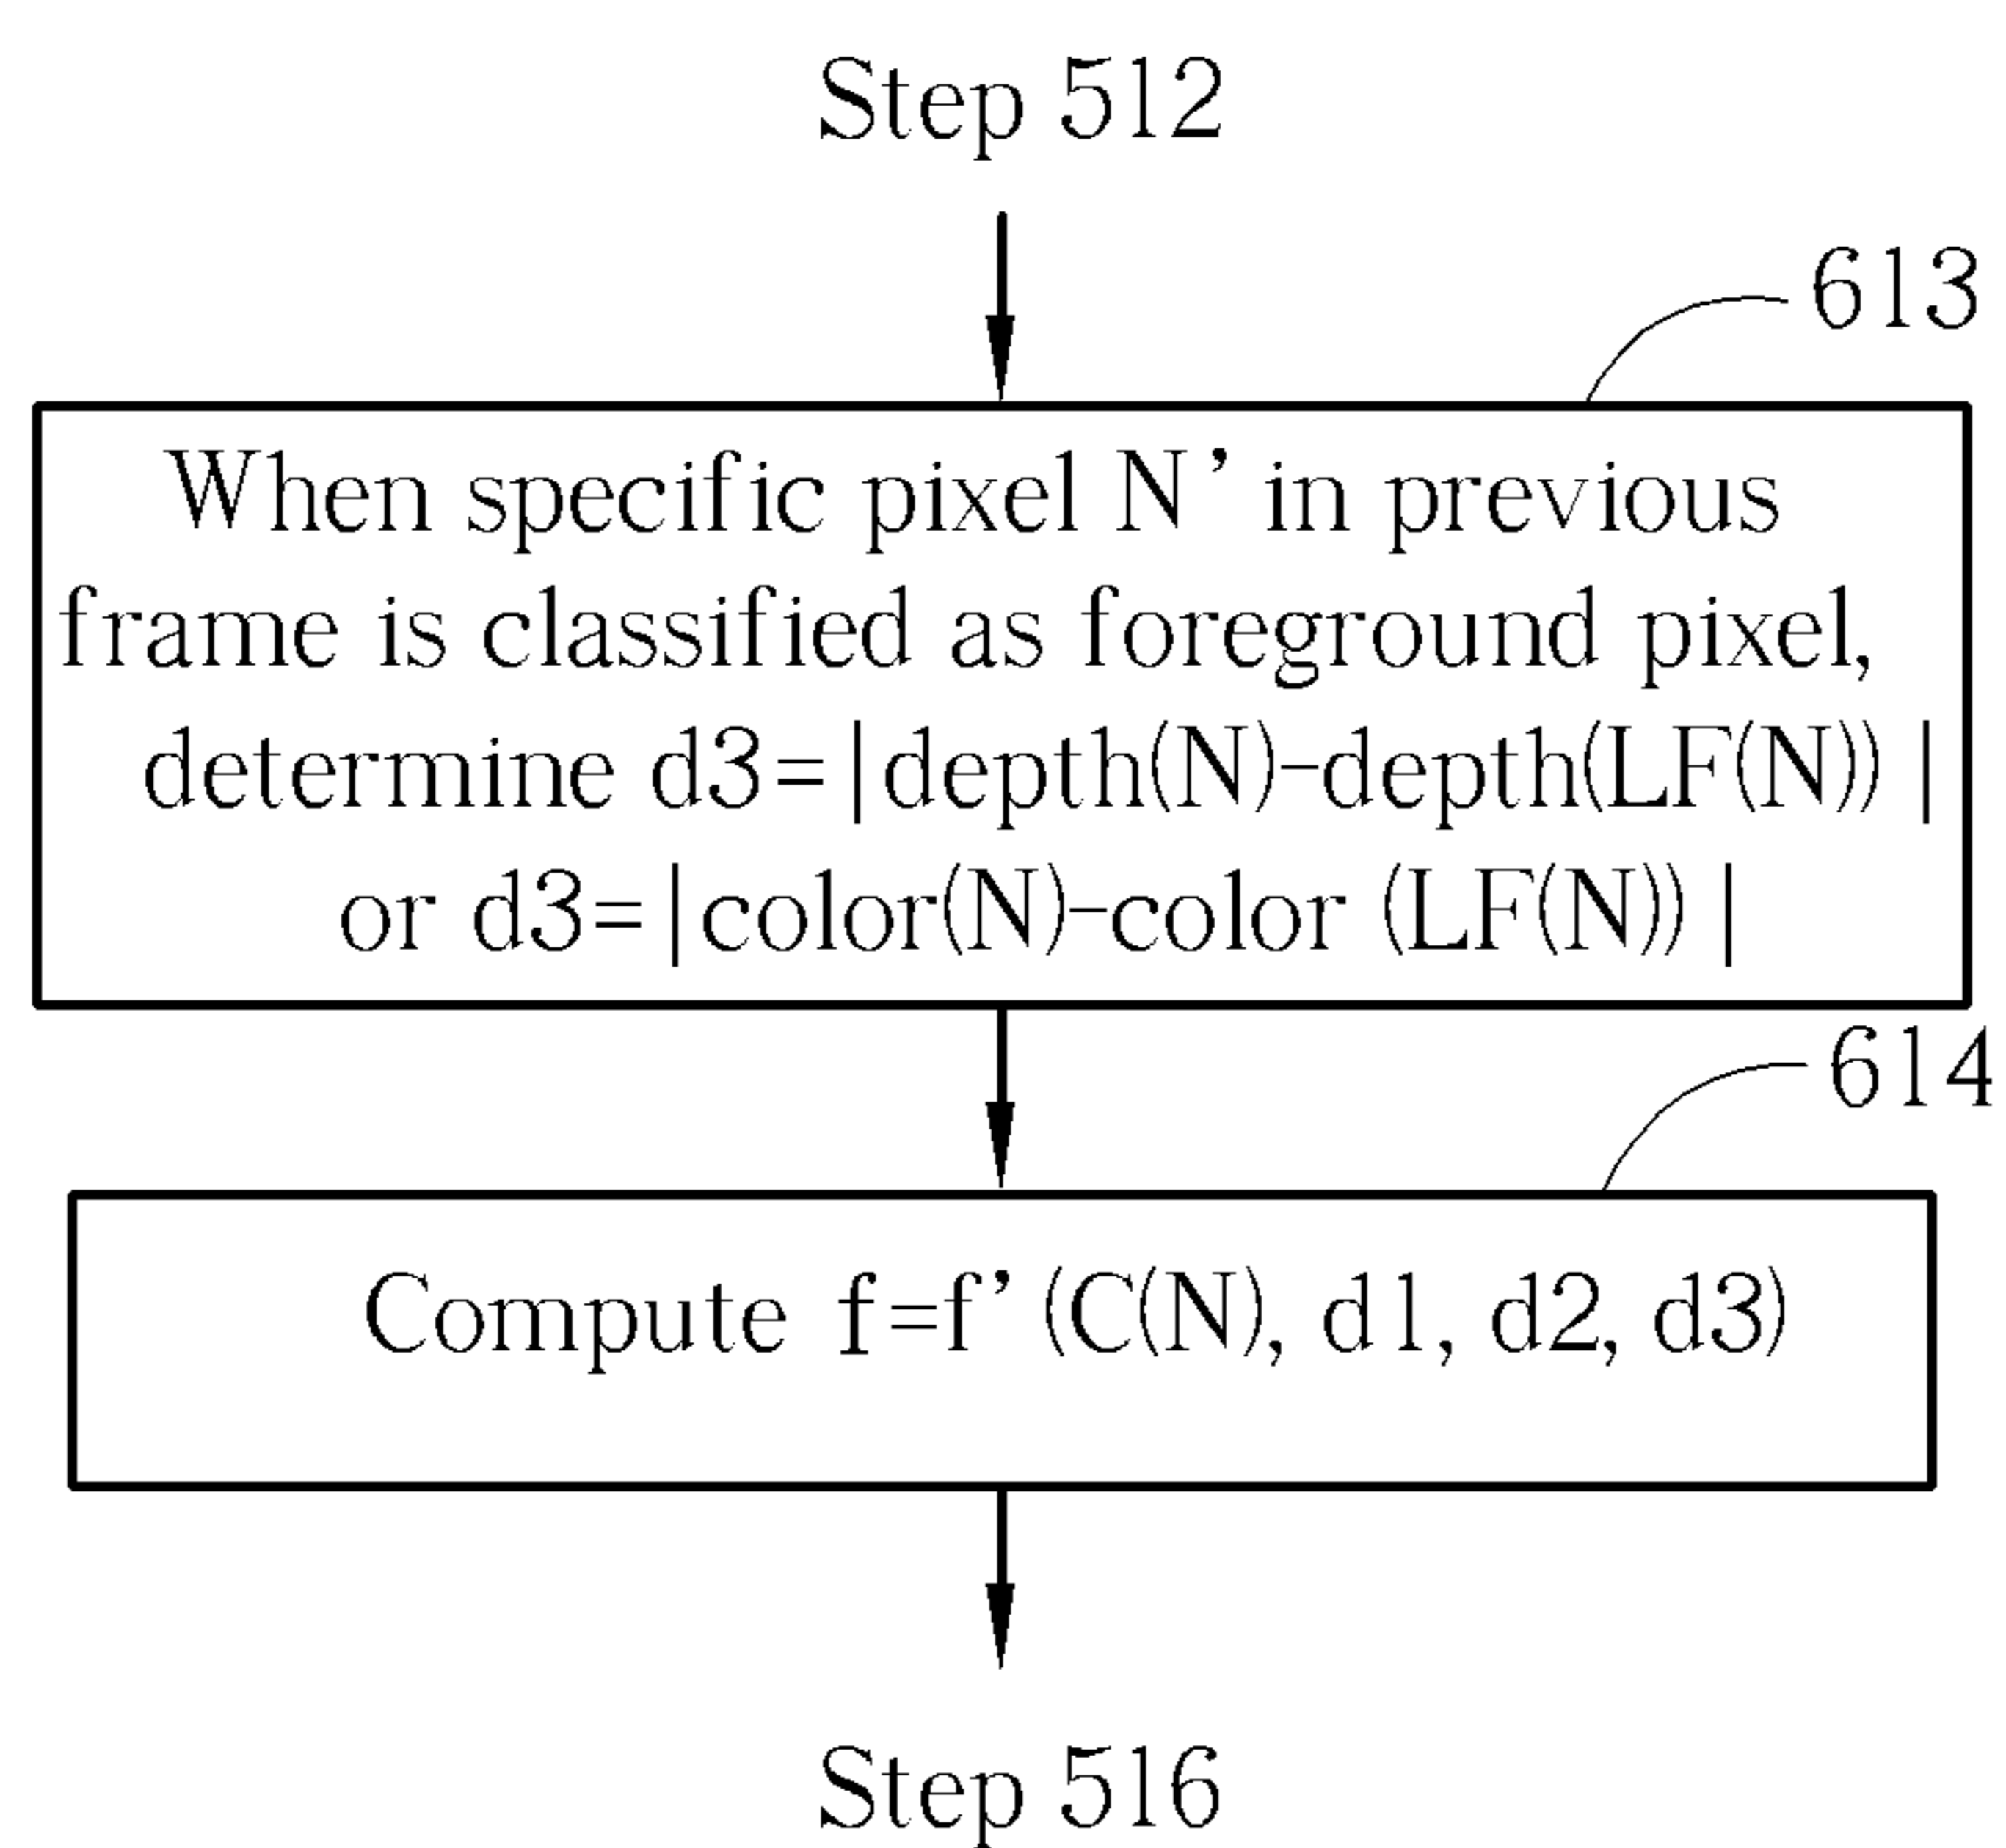 Step 512
613
When specific pixel N’ in previous
frame is classified as foreground pixel,
determine d3=|depth(N)-depth(LF(N)) |
or d3=|color(N)-color (LF(N)) |
614
Compute f=f’ (C(N), d1, d2, d3)
Step 516